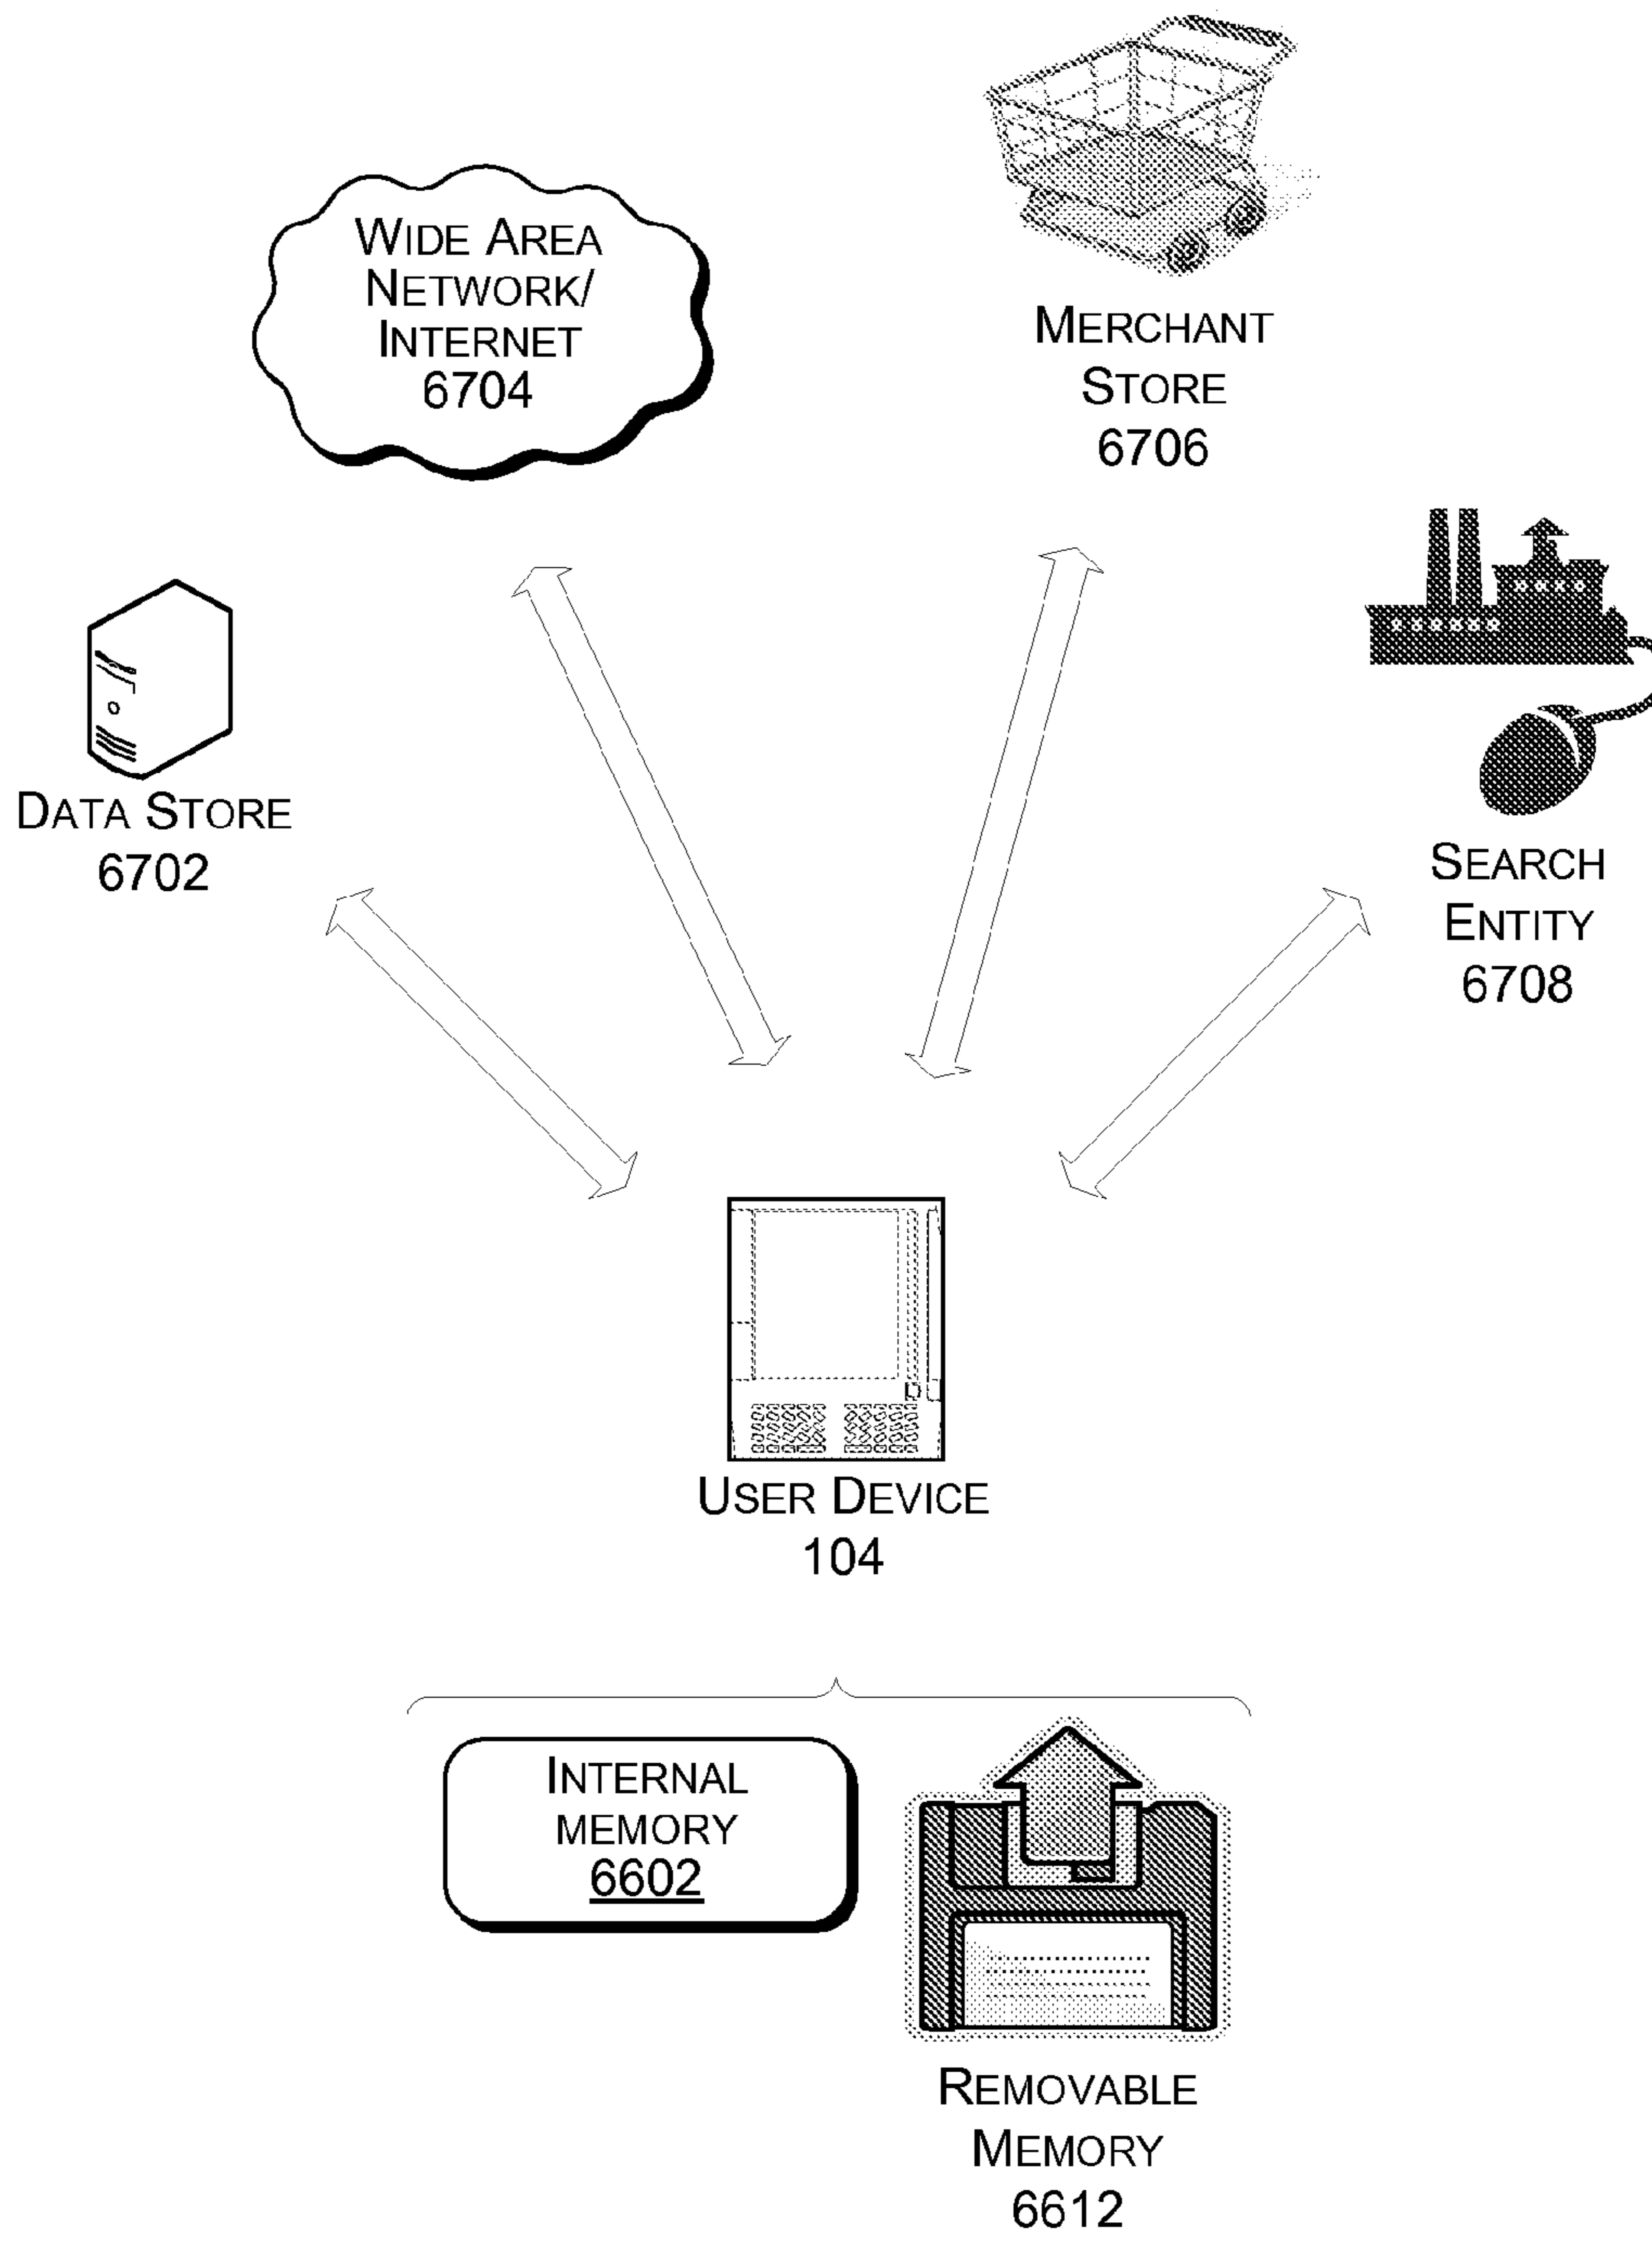 WIDE AREA
NETWORK/
INTERNET
6704
MERCHANT
STORE
6706
DATA STORE
6702
SEARCH
ENTITY
6708
USER DEVICE
104
INTERNAL
MEMORY
6602
REMOVABLE
MEMORY
6612